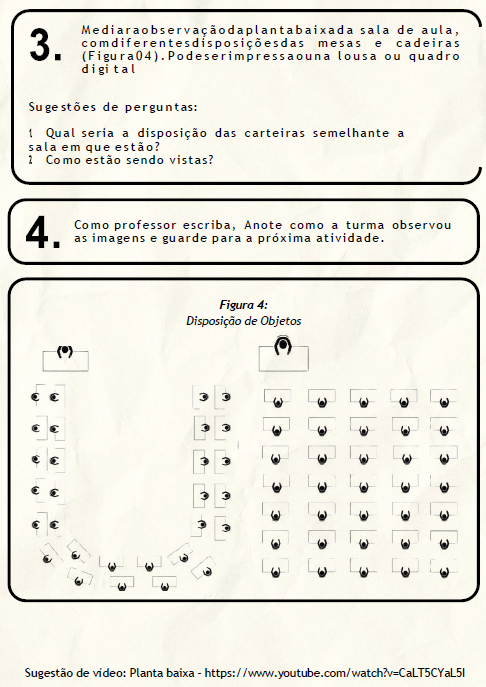 3. Mediaraobservaçãodaplantabaixada sala de aula,
comdiferentesdisposiçõesdas mesas e cadeiras
(Figura04).Podeserimpressaouna lousa ou quadro
digital
Sugestões de perguntas:
1 Qual seria a disposição das carteiras semelhante a
sala em que estão?
2 Como estão sendo vistas?
4. Como professor escriba, Anote como a turma observou
as imagens e guarde para a próxima atividade.
Figura 4:
Disposição de Objetos
Sugestão de vídeo: Planta baixa - https://www.youtube.com/watch?v=CaLT5CYaL5I